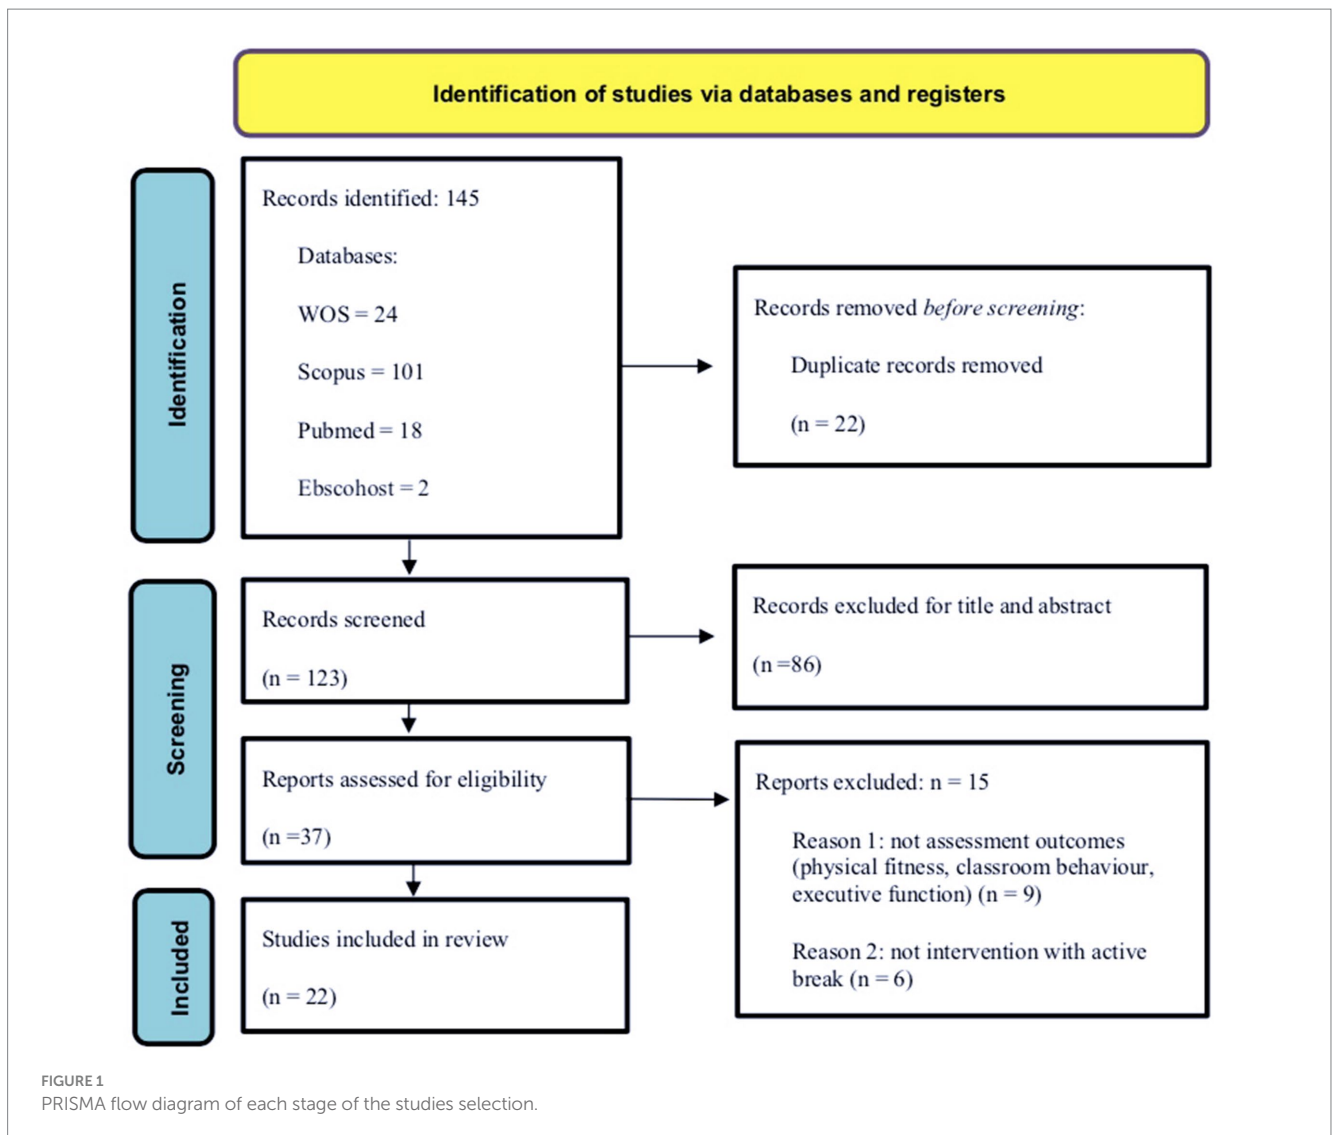 Identification of studies via databases and registers
Identification
Records identified: 145
Databases:
WOS = 24
Scopus = 101
Pubmed = 18
Ebscohost = 2
Records removed before screening:
Duplicate records removed
(n = 22)
Screening
Records screened
(n = 123)
Records excluded for title and abstract
(n =86)
Reports assessed for eligibility
(n =37)
Reports excluded: n = 15
Reason 1: not assessment outcomes
(physical fitness, classroom behaviour,
executive function) (n = 9)
Reason 2: not intervention with active
break (n = 6)
Included
Studies included in review
(n = 22)
FIGURE 1
PRISMA flow diagram of each stage of the studies selection.